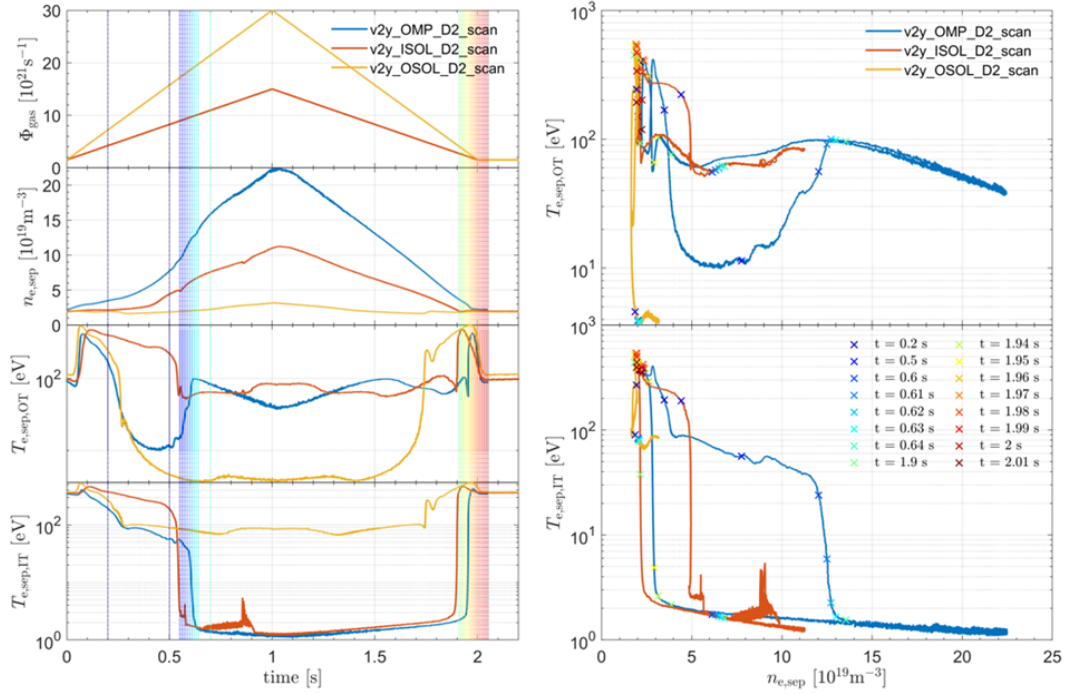 30
20
10
0
Φgas [10²¹s⁻¹]
v2y_OMP_D2_scan
v2y_ISOL_D2_scan
v2y_OSOL_D2_scan
20
15
10
5
0
ne,sep [10¹⁹m⁻³]
10²
Te,sep,OT [eV]
10²
10⁰
Te,sep,IT [eV]
0 0.5 1 1.5 2
time [s]
10³
10²
10¹
Te,sep,OT [eV]
v2y_OMP_D2_scan
v2y_ISOL_D2_scan
v2y_OSOL_D2_scan
10³
10²
10¹
10⁰
Te,sep,IT [eV]
t = 0.2 s
t = 0.5 s
t = 0.6 s
t = 0.61 s
t = 0.62 s
t = 0.63 s
t = 0.64 s
t = 1.9 s
t = 1.94 s
t = 1.95 s
t = 1.96 s
t = 1.97 s
t = 1.98 s
t = 1.99 s
t = 2 s
t = 2.01 s
0 5 10 15 20 25
ne,sep [10¹⁹m⁻³]